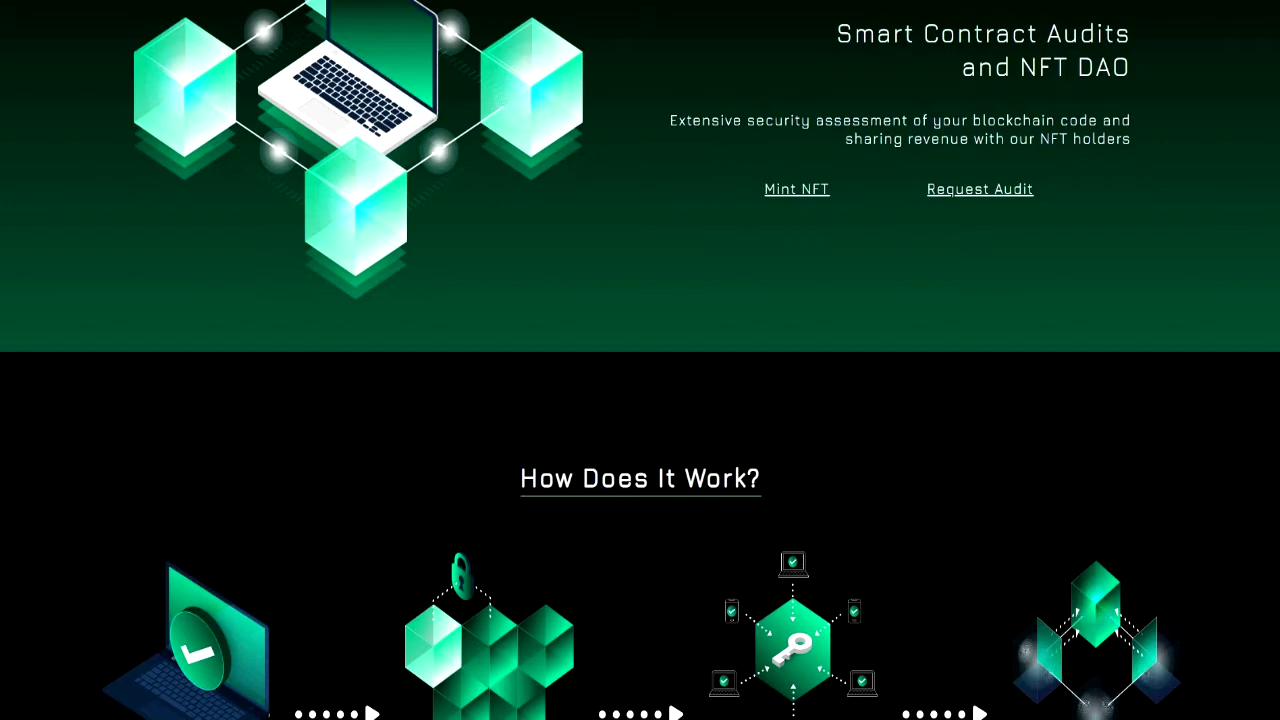 Smart Contract Audits
and NFT DAO
Extensive security assessment of your blockchain code and
sharing revenue with our NFT holders
Mint NFT
Request Audit
How Does It Work?